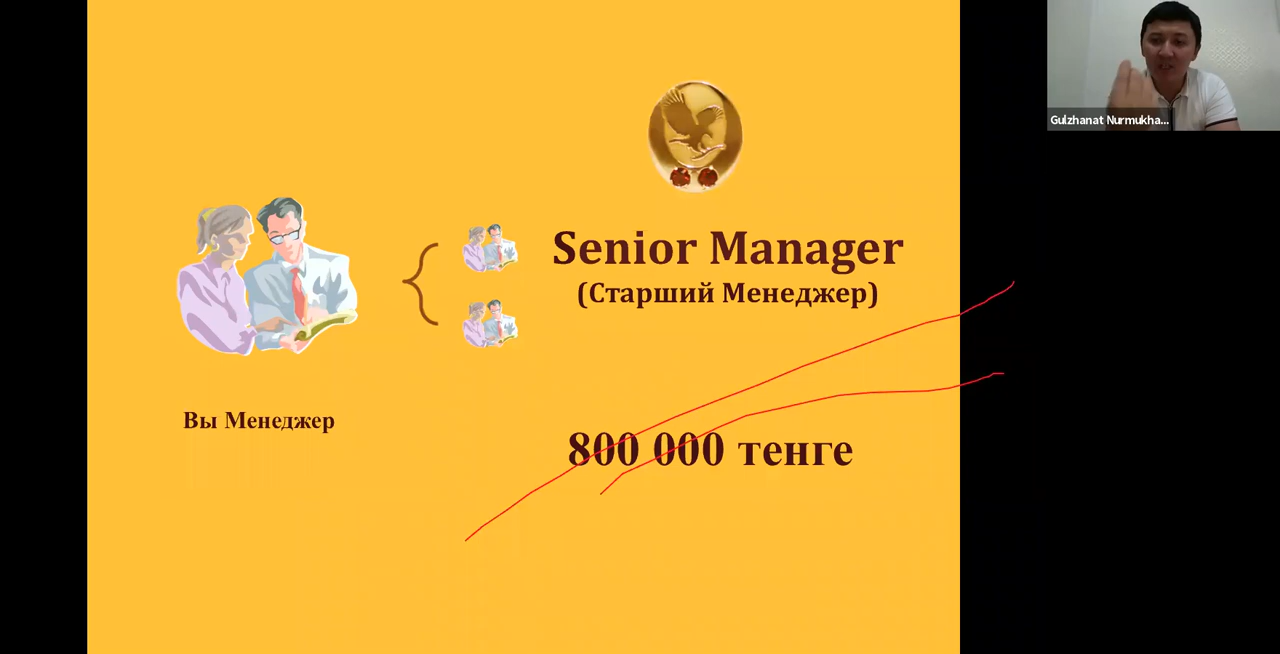 Gulzhanat Nurmukha...
Senior Manager
(Старший Менеджер)
Вы Менеджер
800 000 тенге